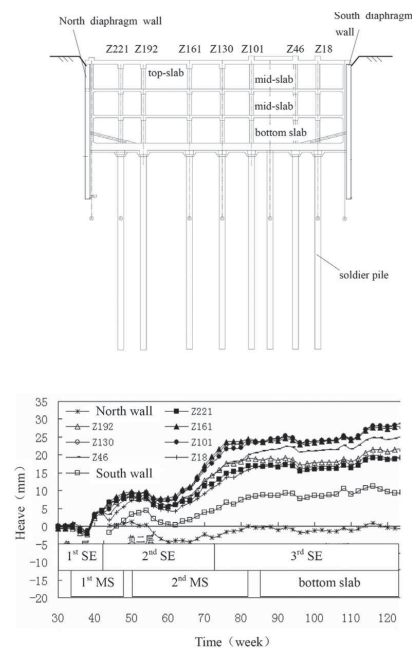 North diaphragm wall
South diaphragm
wall
Z221 Z192 Z161 Z130 Z101 Z46 Z18
top-slab
mid-slab
mid-slab
bottom slab
soldier pile
Heave (mm)
35
30
25
20
15
10
5
0
-5
-10
-15
-20
North wall
Z221
Z192
Z161
Z130
Z101
Z46
Z18
South wall
负二层
1st SE
2nd SE
3rd SE
1st MS
2nd MS
bottom slab
30 40 50 60 70 80 90 100 110 120
Time (week)